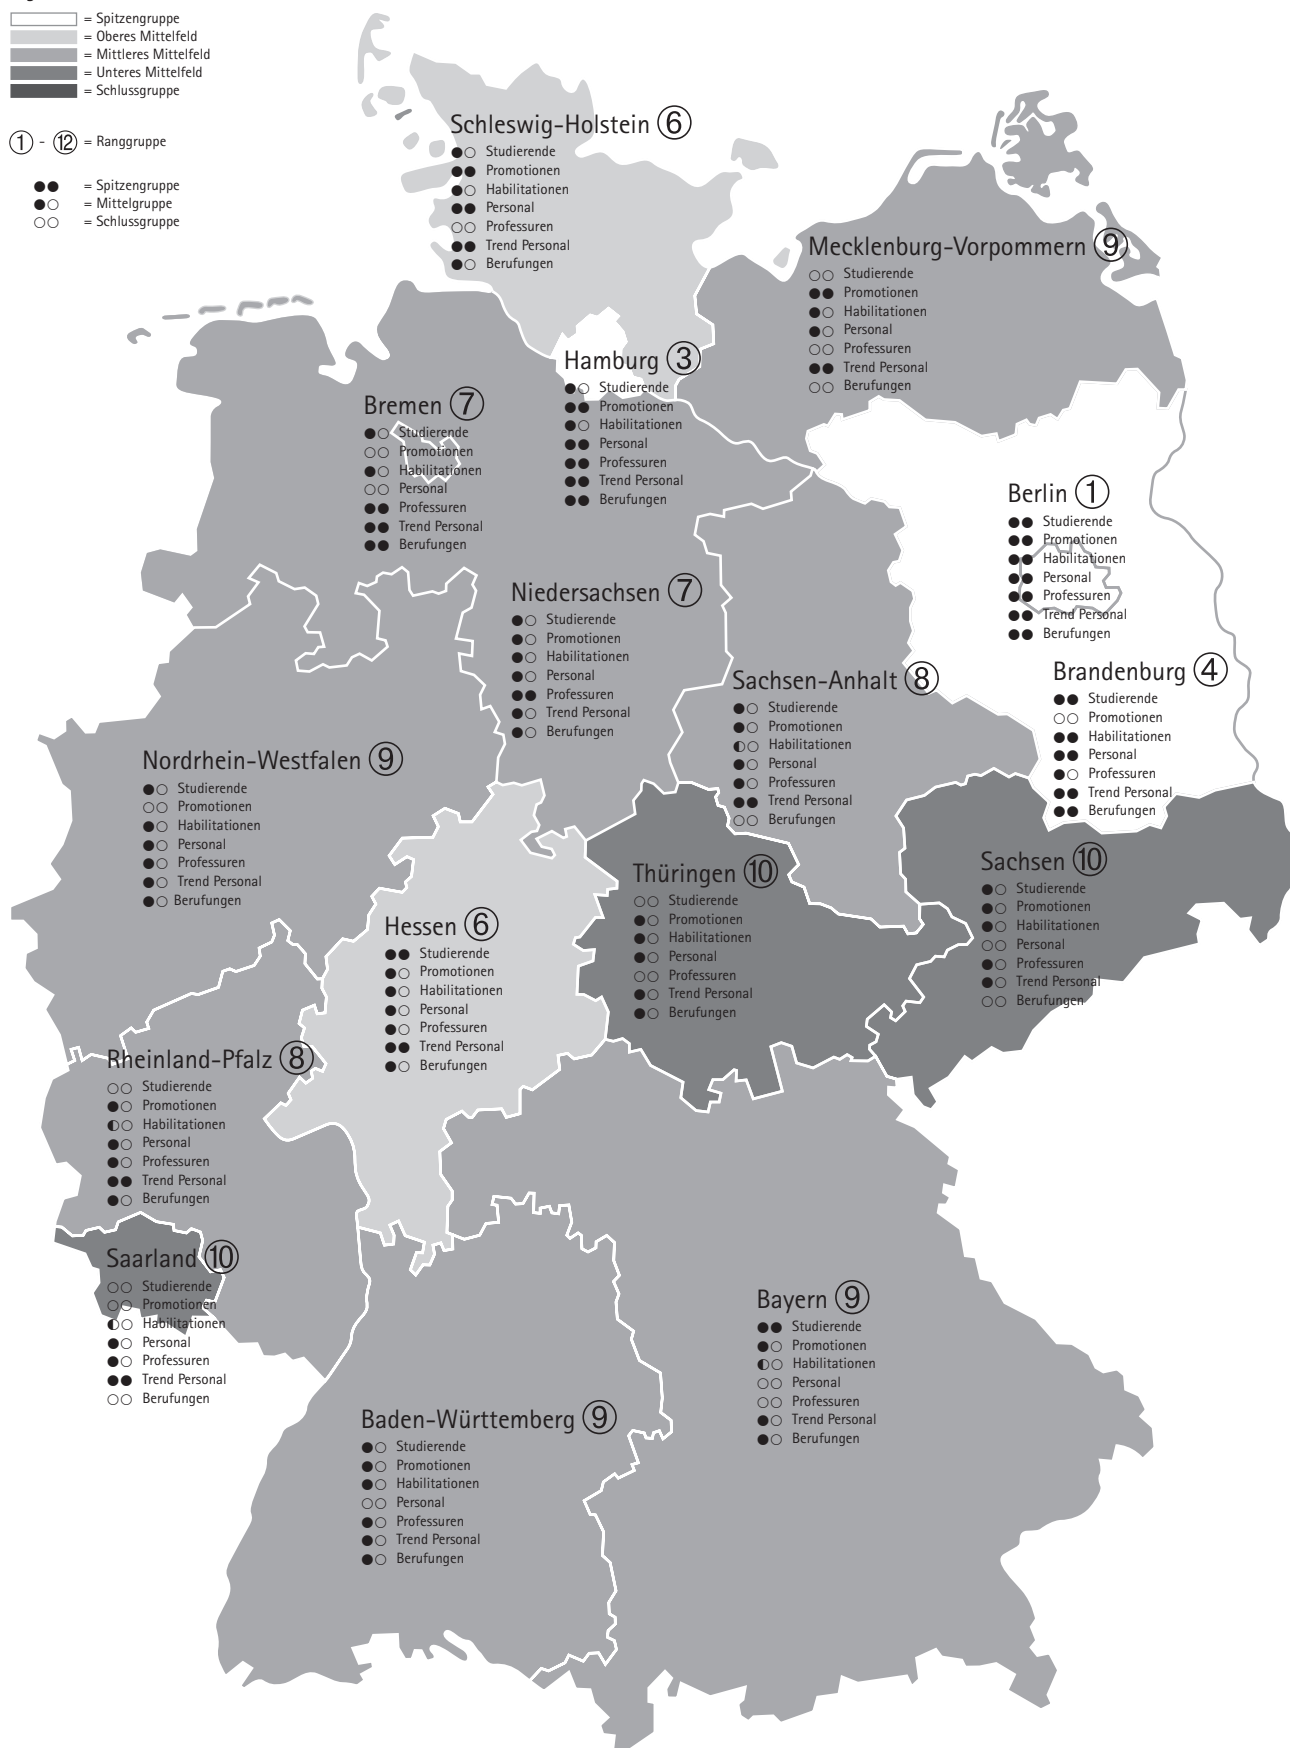 = Spitzengruppe
= Oberes Mittelfeld
= Mittleres Mittelfeld
= Unteres Mittelfeld
= Schlussgruppe
① - ⑫ = Ranggruppe
●● = Spitzengruppe
●○ = Mittelgruppe
○○ = Schlussgruppe
Schleswig-Holstein ⑥
●○ Studierende
●● Promotionen
●○ Habilitationen
●● Personal
○○ Professuren
●● Trend Personal
●○ Berufungen
Mecklenburg-Vorpommern ⑨
○○ Studierende
●● Promotionen
●○ Habilitationen
●○ Personal
○○ Professuren
●● Trend Personal
○○ Berufungen
Hamburg ③
●○ Studierende
●● Promotionen
●○ Habilitationen
●● Personal
●● Professuren
●● Trend Personal
●● Berufungen
Bremen ⑦
●○ Studierende
○○ Promotionen
●○ Habilitationen
○○ Personal
●● Professuren
●● Trend Personal
●● Berufungen
Berlin ①
●● Studierende
●● Promotionen
●● Habilitationen
●● Personal
●● Professuren
●● Trend Personal
●● Berufungen
Niedersachsen ⑦
●○ Studierende
●○ Promotionen
●○ Habilitationen
●○ Personal
●● Professuren
●○ Trend Personal
●○ Berufungen
Brandenburg ④
●● Studierende
○○ Promotionen
●● Habilitationen
●● Personal
●○ Professuren
●● Trend Personal
●● Berufungen
Sachsen-Anhalt ⑧
●○ Studierende
●○ Promotionen
◐○ Habilitationen
●○ Personal
●○ Professuren
●● Trend Personal
○○ Berufungen
Nordrhein-Westfalen ⑨
●○ Studierende
○○ Promotionen
●○ Habilitationen
●○ Personal
●○ Professuren
●○ Trend Personal
●○ Berufungen
Thüringen ⑩
○○ Studierende
●○ Promotionen
●○ Habilitationen
●○ Personal
○○ Professuren
●○ Trend Personal
●○ Berufungen
Sachsen ⑩
●○ Studierende
●○ Promotionen
●○ Habilitationen
○○ Personal
●○ Professuren
●○ Trend Personal
○○ Berufungen
Hessen ⑥
●● Studierende
●○ Promotionen
●○ Habilitationen
●○ Personal
●○ Professuren
●● Trend Personal
●○ Berufungen
Rheinland-Pfalz ⑧
○○ Studierende
●○ Promotionen
◐○ Habilitationen
●○ Personal
●○ Professuren
●● Trend Personal
●○ Berufungen
Saarland ⑩
○○ Studierende
○○ Promotionen
◐○ Habilitationen
●○ Personal
●○ Professuren
●● Trend Personal
○○ Berufungen
Bayern ⑨
●● Studierende
●○ Promotionen
◐○ Habilitationen
○○ Personal
○○ Professuren
●○ Trend Personal
●○ Berufungen
Baden-Württemberg ⑨
●○ Studierende
●○ Promotionen
●○ Habilitationen
○○ Personal
●○ Professuren
●○ Trend Personal
●○ Berufungen